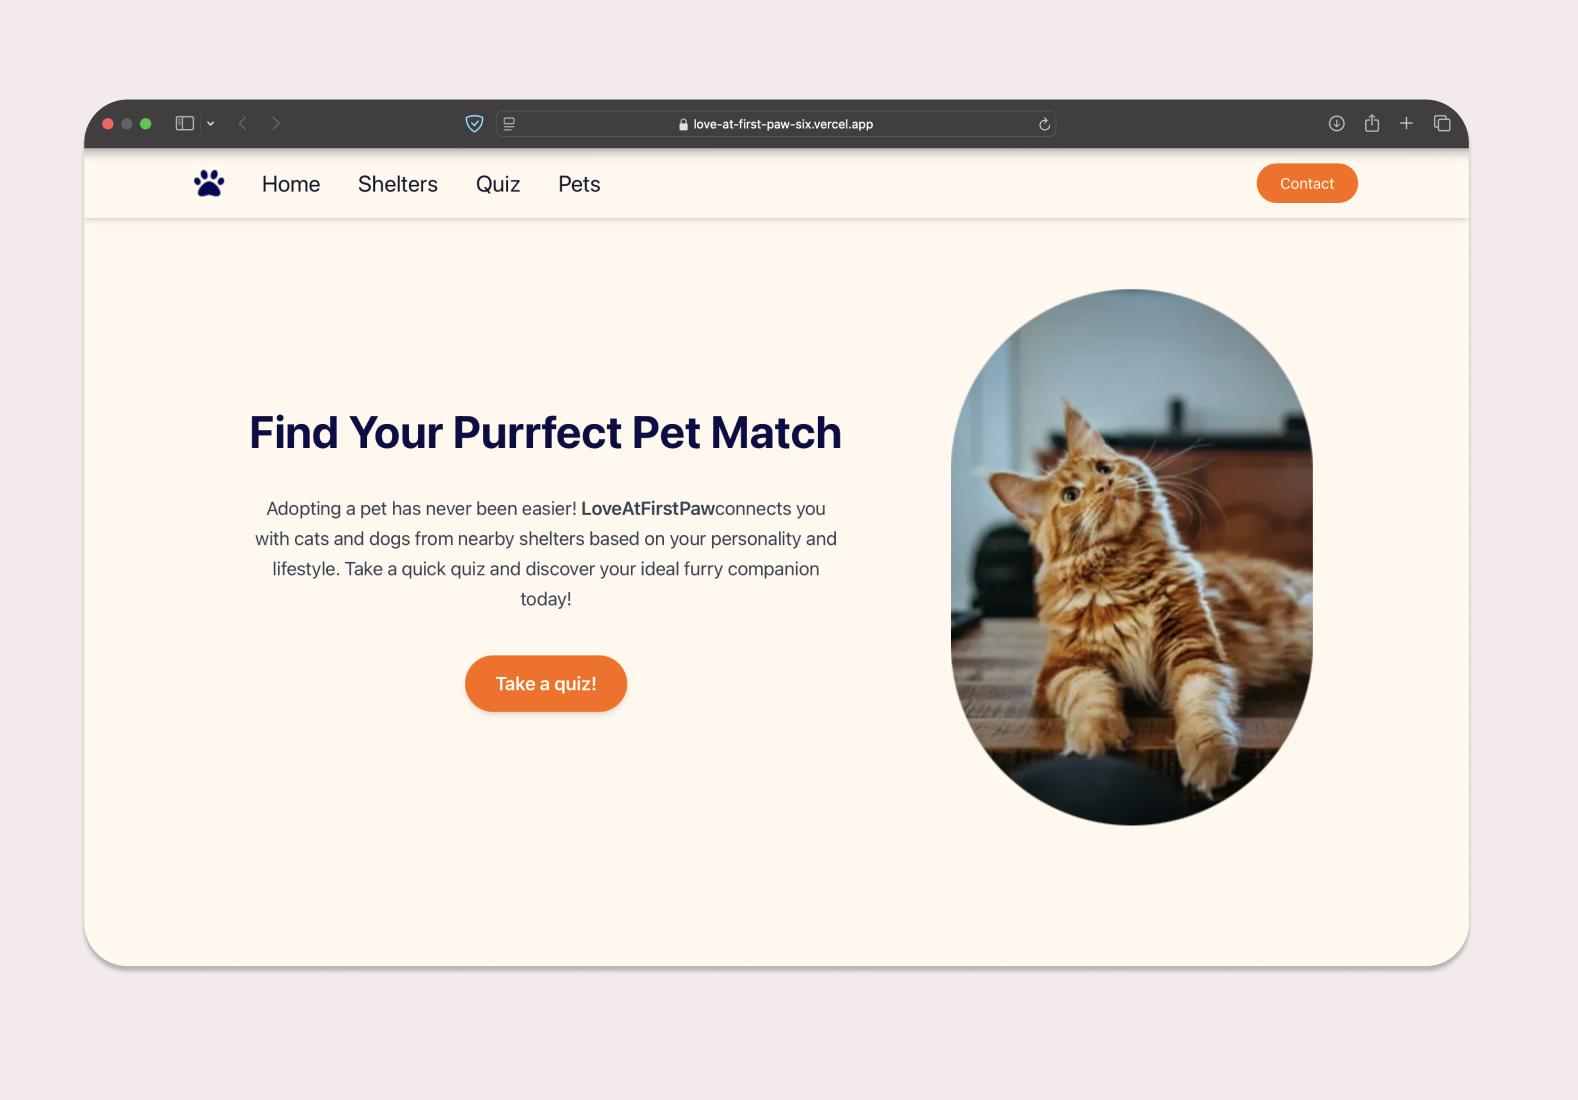 love-at-first-paw-six.vercel.app
Home Shelters Quiz Pets Contact
Find Your Purrfect Pet Match
Adopting a pet has never been easier! LoveAtFirstPawconnects you
with cats and dogs from nearby shelters based on your personality and
lifestyle. Take a quick quiz and discover your ideal furry companion
today!
Take a quiz!